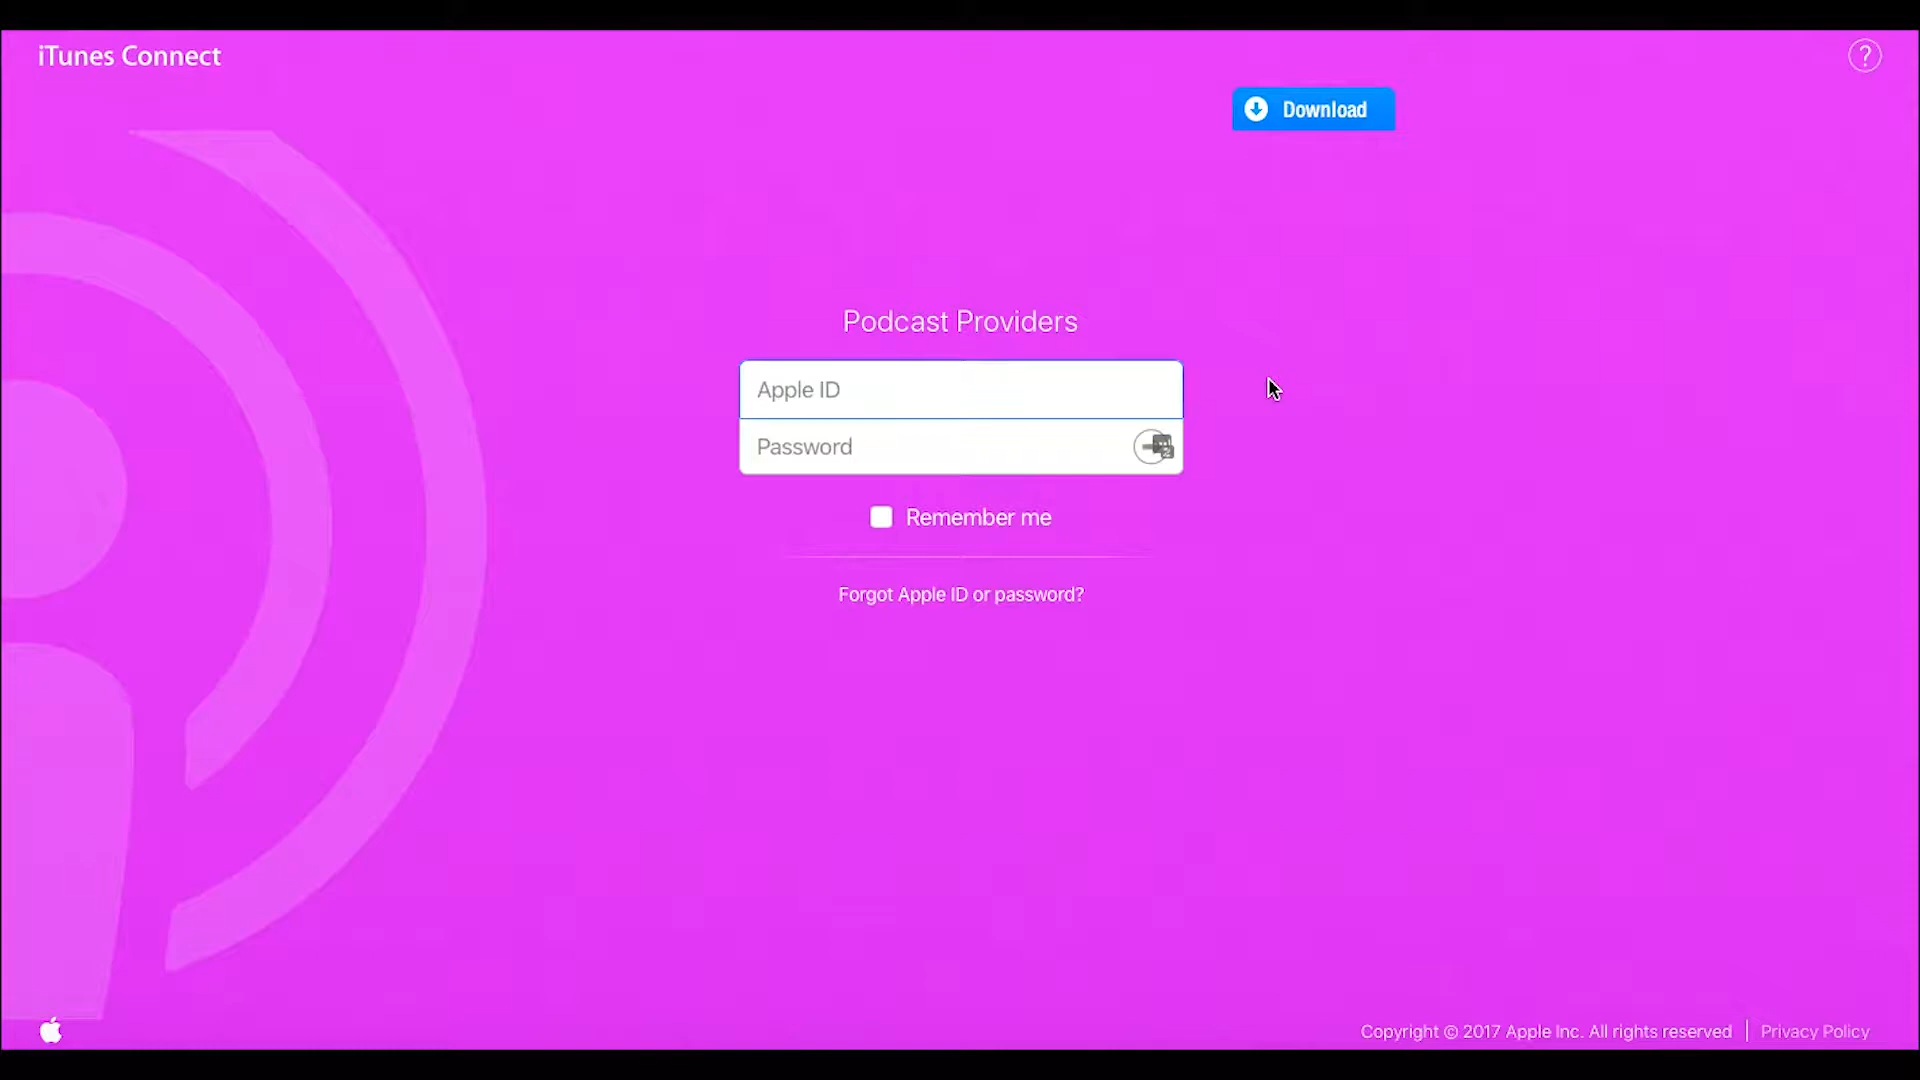 iTunes Connect
?
Download
Podcast Providers
Apple ID
Password
Remember me
Forgot Apple ID or password?
Copyright © 2017 Apple Inc. All rights reserved | Privacy Policy